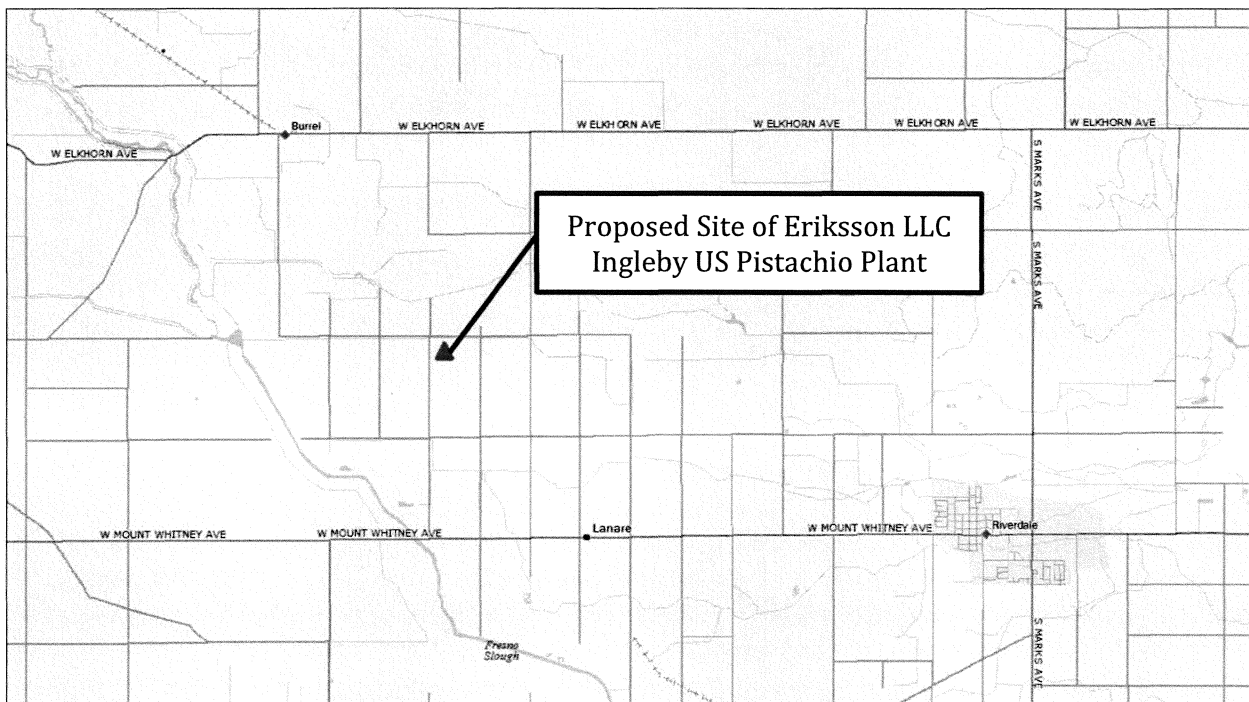 Burrel
W ELKHORN AVE
W ELKHORN AVE
W ELKHORN AVE
W ELKHORN AVE
W ELKHORN AVE
W ELKHORN AVE
S MARKS AVE
Proposed Site of Eriksson LLC
Ingleby US Pistachio Plant
S MARKS AVE
W MOUNT WHITNEY AVE
W MOUNT WHITNEY AVE
Lanare
W MOUNT WHITNEY AVE
Riverdale
Fresno
Slough
S MARKS AVE